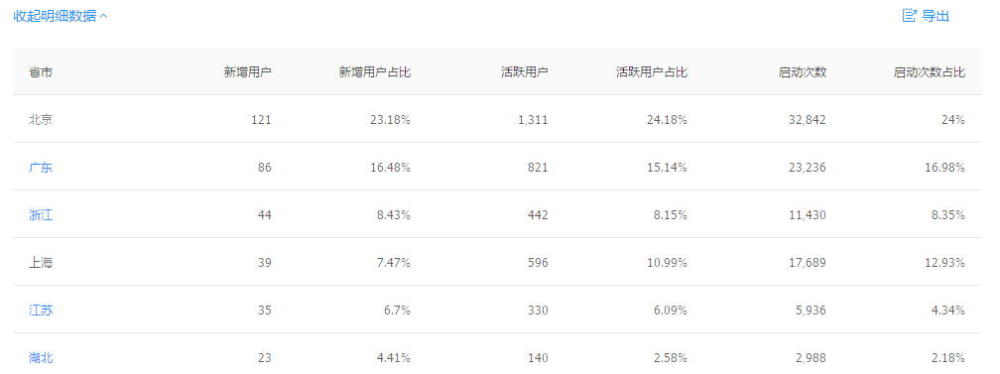 收起明细数据 导出
省市 新增用户 新增用户占比 活跃用户 活跃用户占比 启动次数 启动次数占比
北京 121 23.18% 1,311 24.18% 32,842 24%
广东 86 16.48% 821 15.14% 23,236 16.98%
浙江 44 8.43% 442 8.15% 11,430 8.35%
上海 39 7.47% 596 10.99% 17,689 12.93%
江苏 35 6.7% 330 6.09% 5,936 4.34%
湖北 23 4.41% 140 2.58% 2,988 2.18%